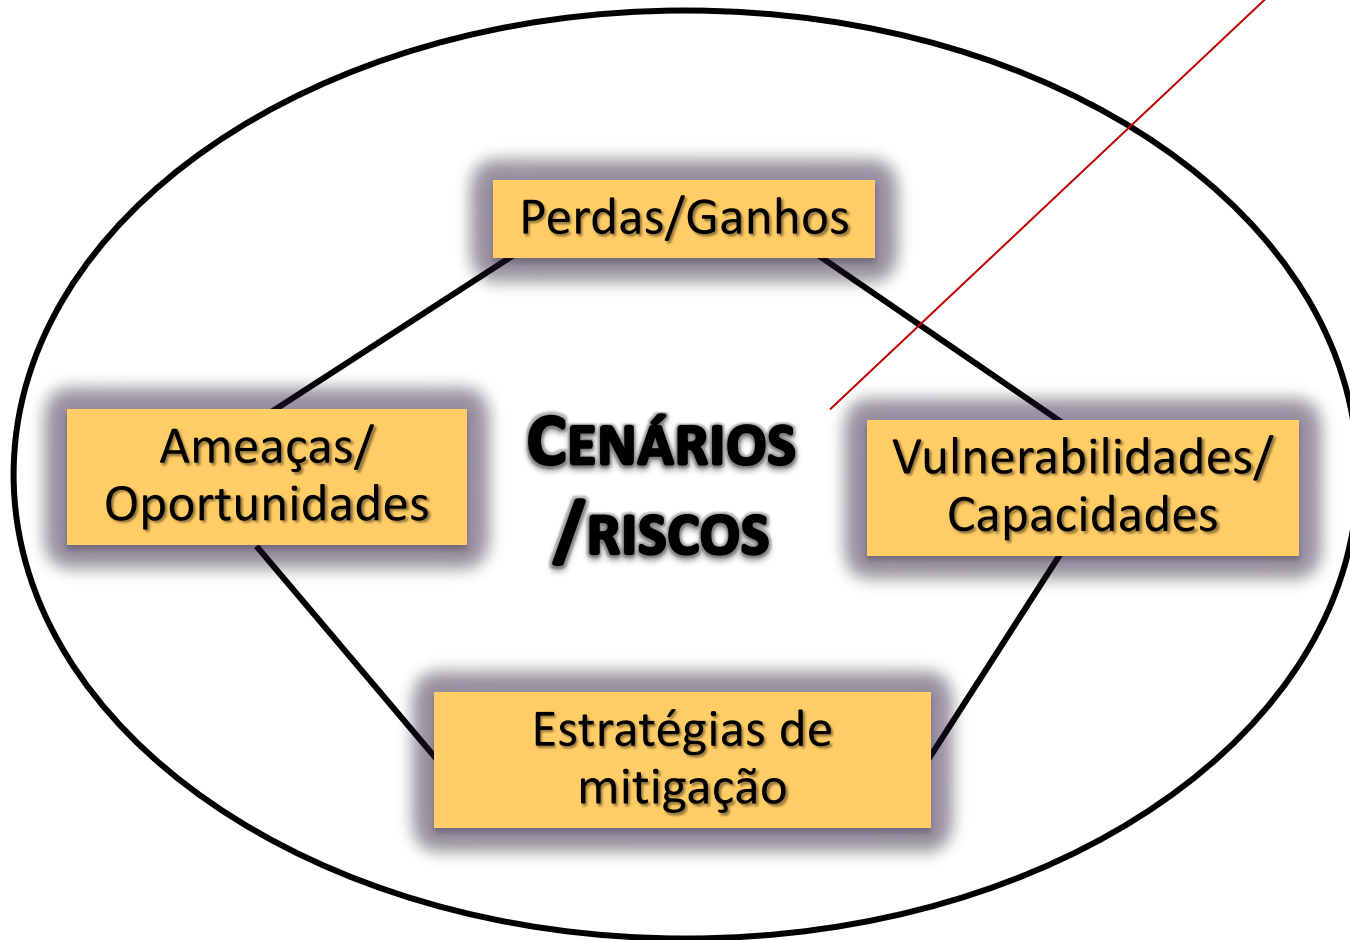 Perdas/Ganhos
Ameaças/
Oportunidades
CENÁRIOS
/RISCOS
Vulnerabilidades/
Capacidades
Estratégias de
mitigação